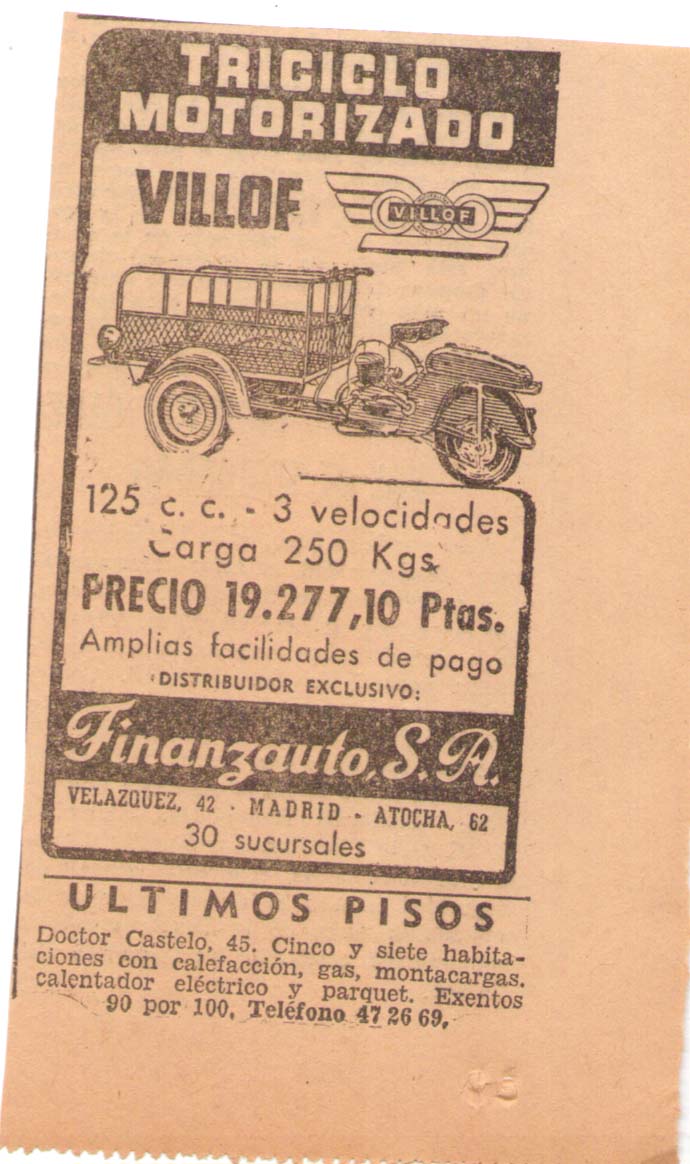 TRICICLO
MOTORIZADO
VILLOF
VILLOF
125 c. c. - 3 velocidades
Carga 250 Kgs.
PRECIO 19.277,10 Ptas.
Amplias facilidades de pago
DISTRIBUIDOR EXCLUSIVO:
Finanzauto, S. A.
VELAZQUEZ, 42 - MADRID - ATOCHA, 62
30 sucursales
ULTIMOS PISOS
Doctor Castelo, 45. Cinco y siete habita-
ciones con calefacción, gas, montacargas.
calentador eléctrico y parquet. Exentos
90 por 100. Teléfono 47 26 69.